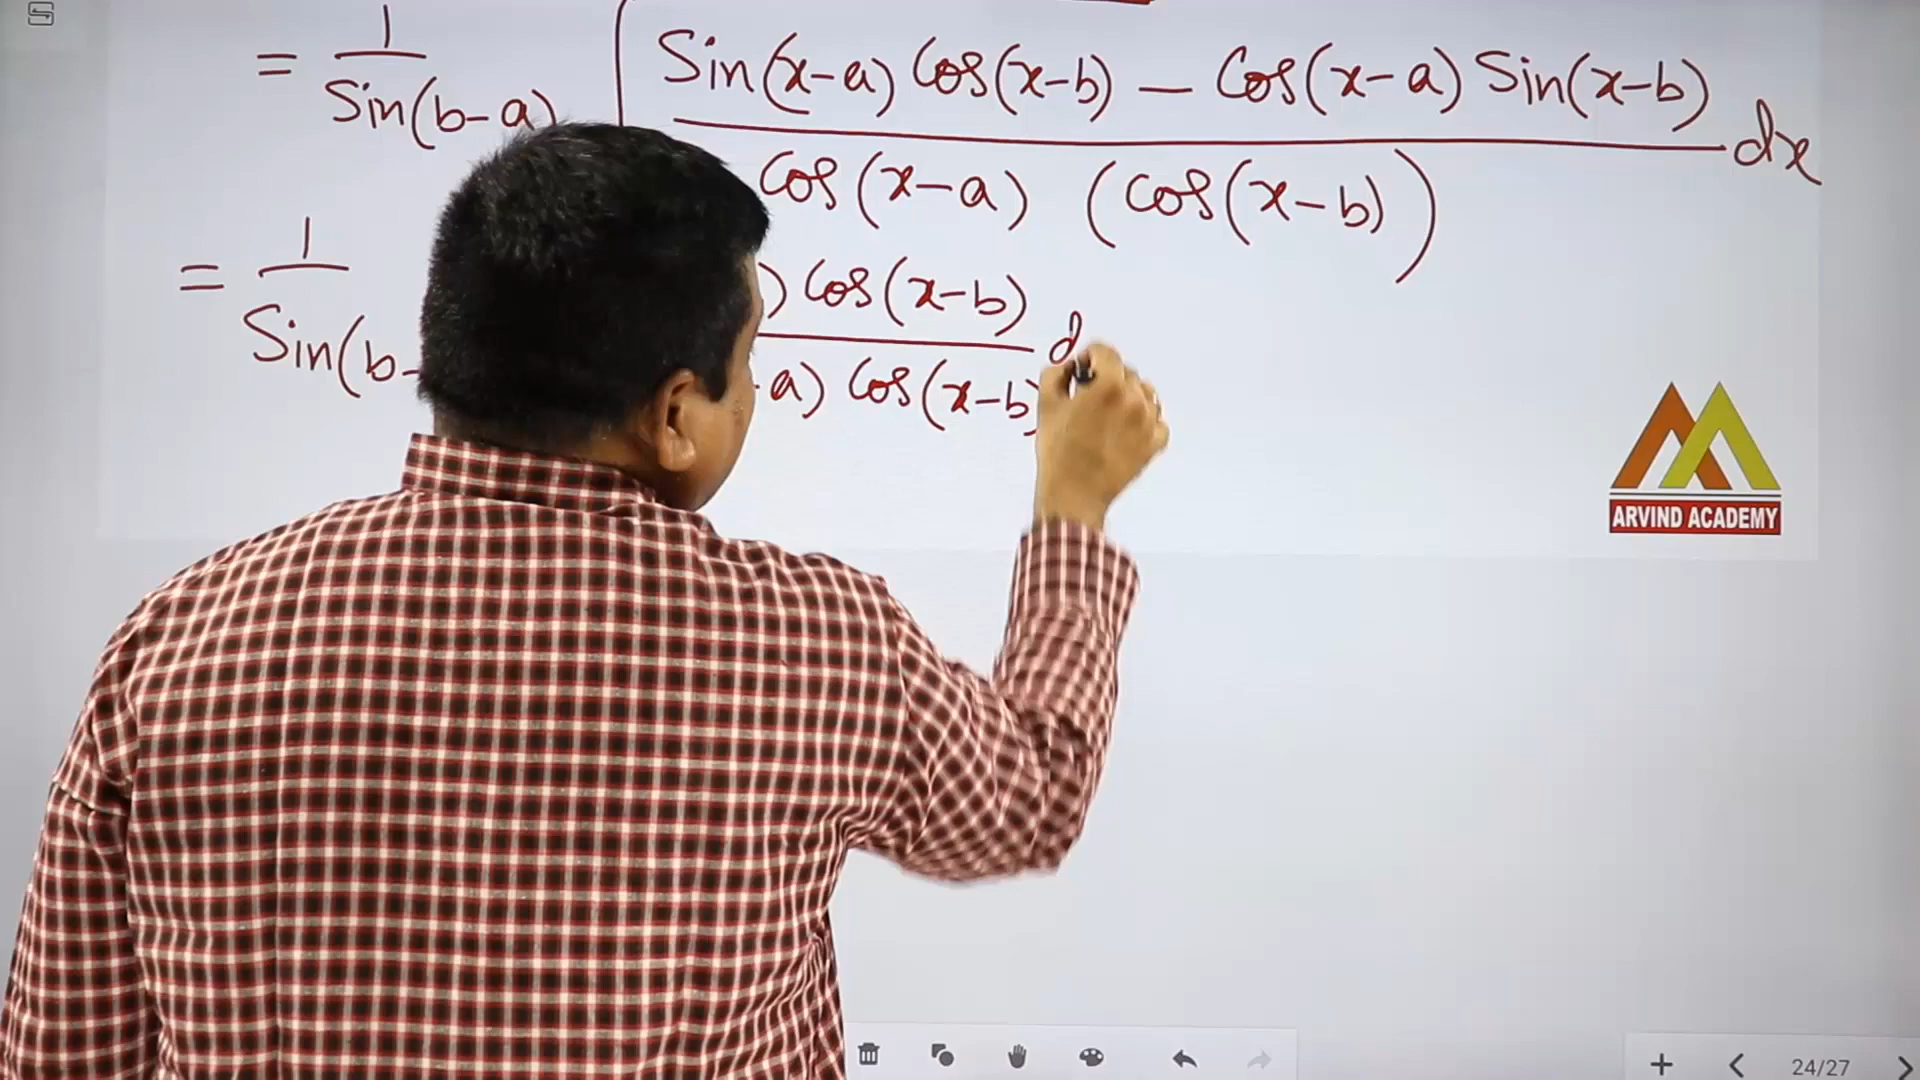 = 1 / Sin(b-a) ∫ Sin(x-a) Cos(x-b) - Cos(x-a) Sin(x-b) / Cos(x-a) (Cos(x-b)) dx
= 1 / Sin(b- ) Cos(x-b) / -a) Cos(x-b) d
ARVIND ACADEMY
24/27